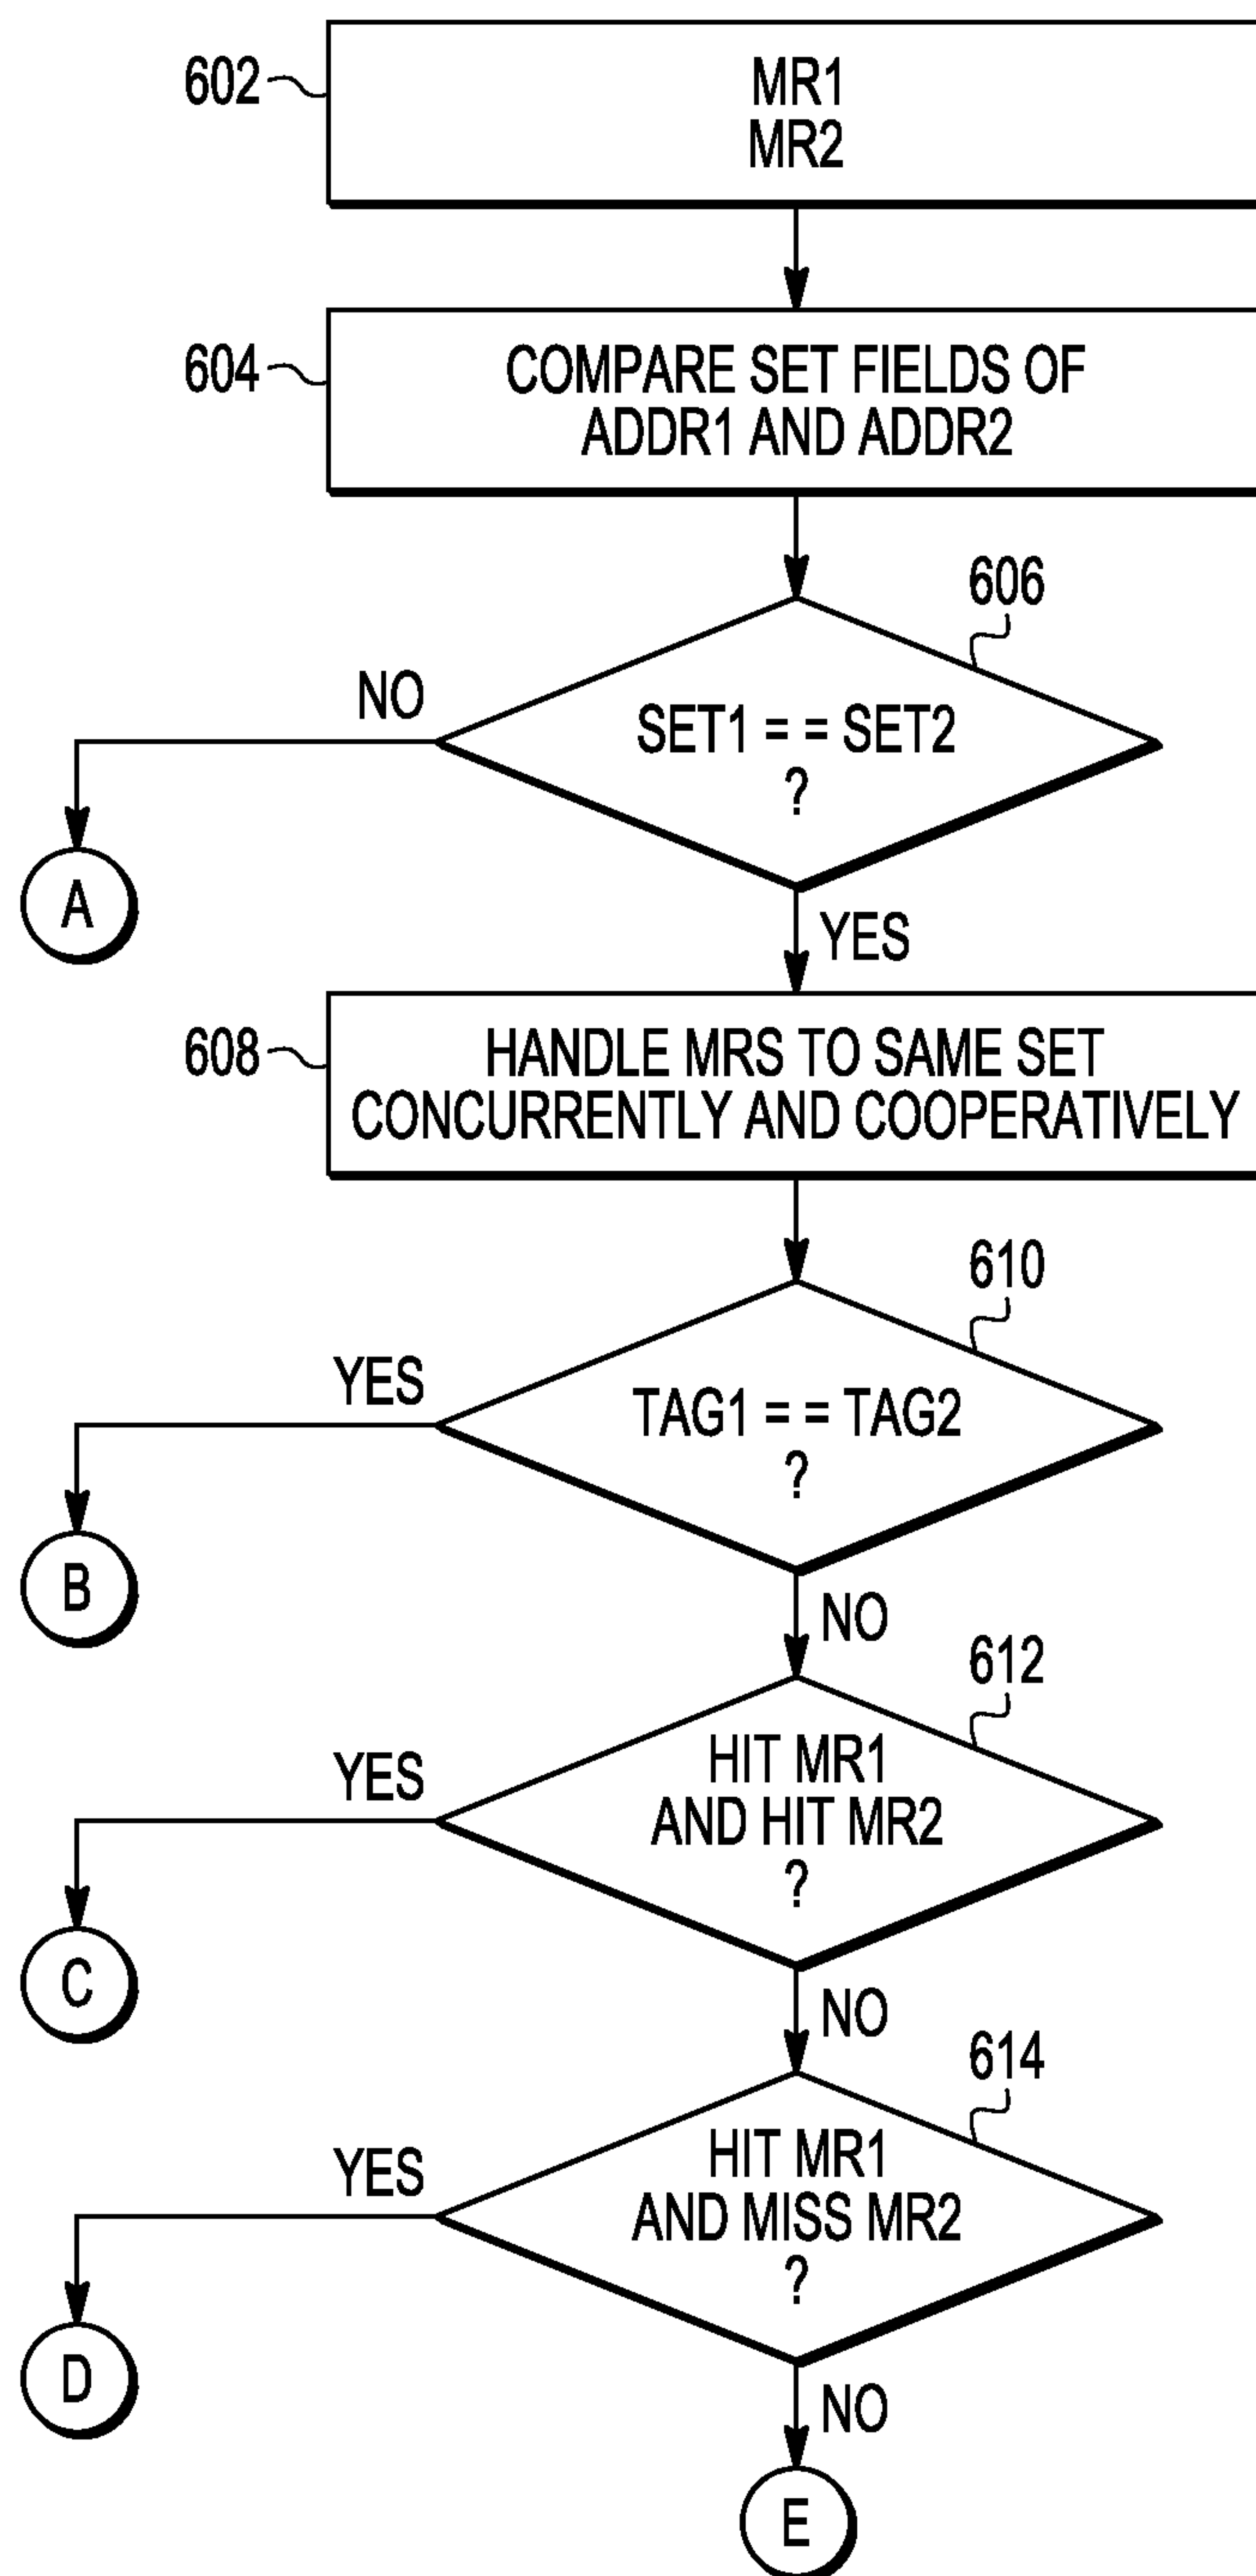 602
MR1
MR2
604
COMPARE SET FIELDS OF
ADDR1 AND ADDR2
606
NO
SET1 = = SET2
?
A
YES
608
HANDLE MRS TO SAME SET
CONCURRENTLY AND COOPERATIVELY
610
YES
TAG1 = = TAG2
?
B
NO
612
YES
HIT MR1
AND HIT MR2
?
C
NO
614
YES
HIT MR1
AND MISS MR2
?
D
NO
E